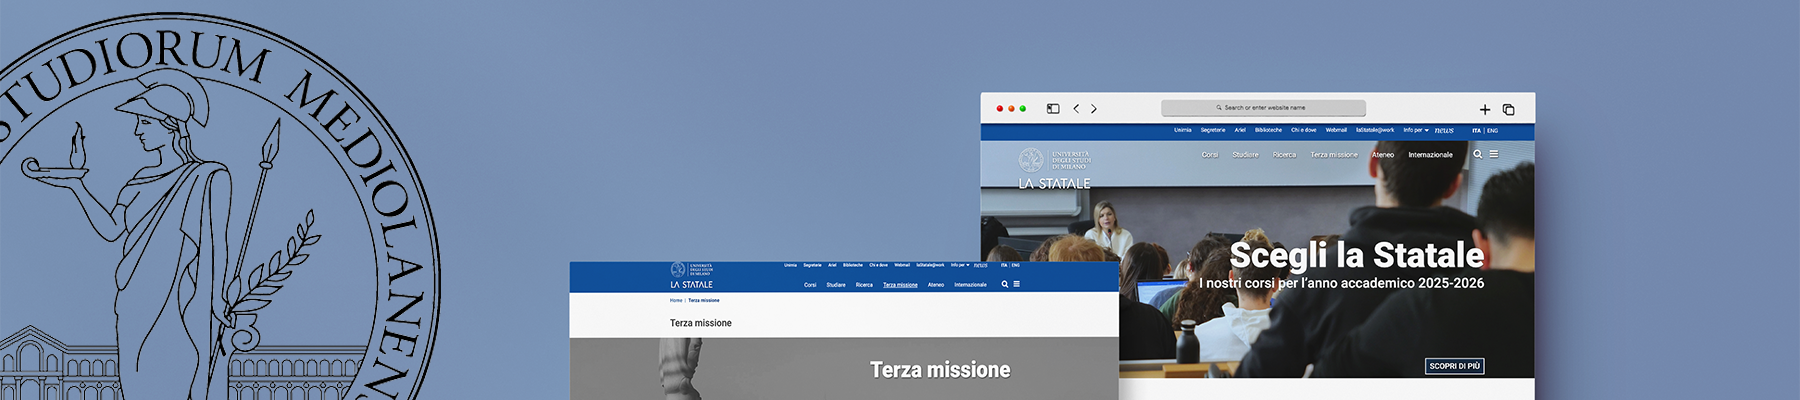 STUDIORUM MEDIOLANENS
Search or enter website name
Unimia Segreterie Ariel Biblioteche Chi e dove Webmail laStatale@work Info per news ITA | ENG
UNIVERSITÀ
DEGLI STUDI
DI MILANO
LA STATALE
Corsi Studiare Ricerca Terza missione Ateneo Internazionale
Scegli la Statale
I nostri corsi per l'anno accademico 2025-2026
SCOPRI DI PIÙ
UNIVERSITÀ
DEGLI STUDI
DI MILANO
LA STATALE
Unimia Segreterie Ariel Biblioteche Chi e dove Webmail laStatale@work Info per news ITA | ENG
Corsi Studiare Ricerca Terza missione Ateneo Internazionale
Home | Terza missione
Terza missione
Terza missione